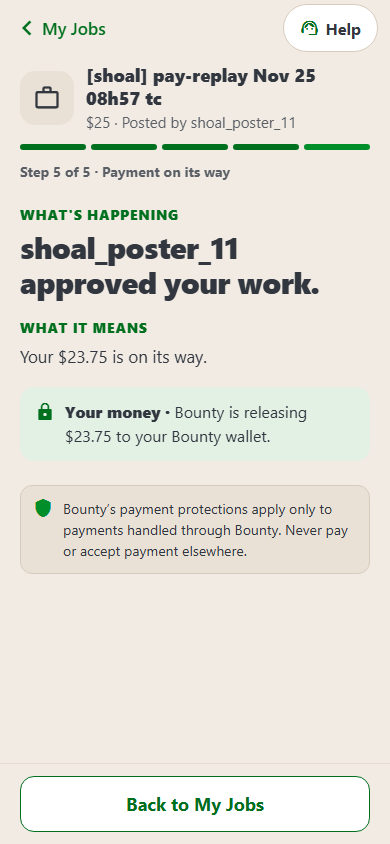 My Jobs
Help
[shoal] pay-replay Nov 25
08h57 tc
$25 · Posted by shoal_poster_11
Step 5 of 5 · Payment on its way
WHAT'S HAPPENING
shoal_poster_11
approved your work.
WHAT IT MEANS
Your $23.75 is on its way.
Your money · Bounty is releasing
$23.75 to your Bounty wallet.
Bounty’s payment protections apply only to
payments handled through Bounty. Never pay
or accept payment elsewhere.
Back to My Jobs